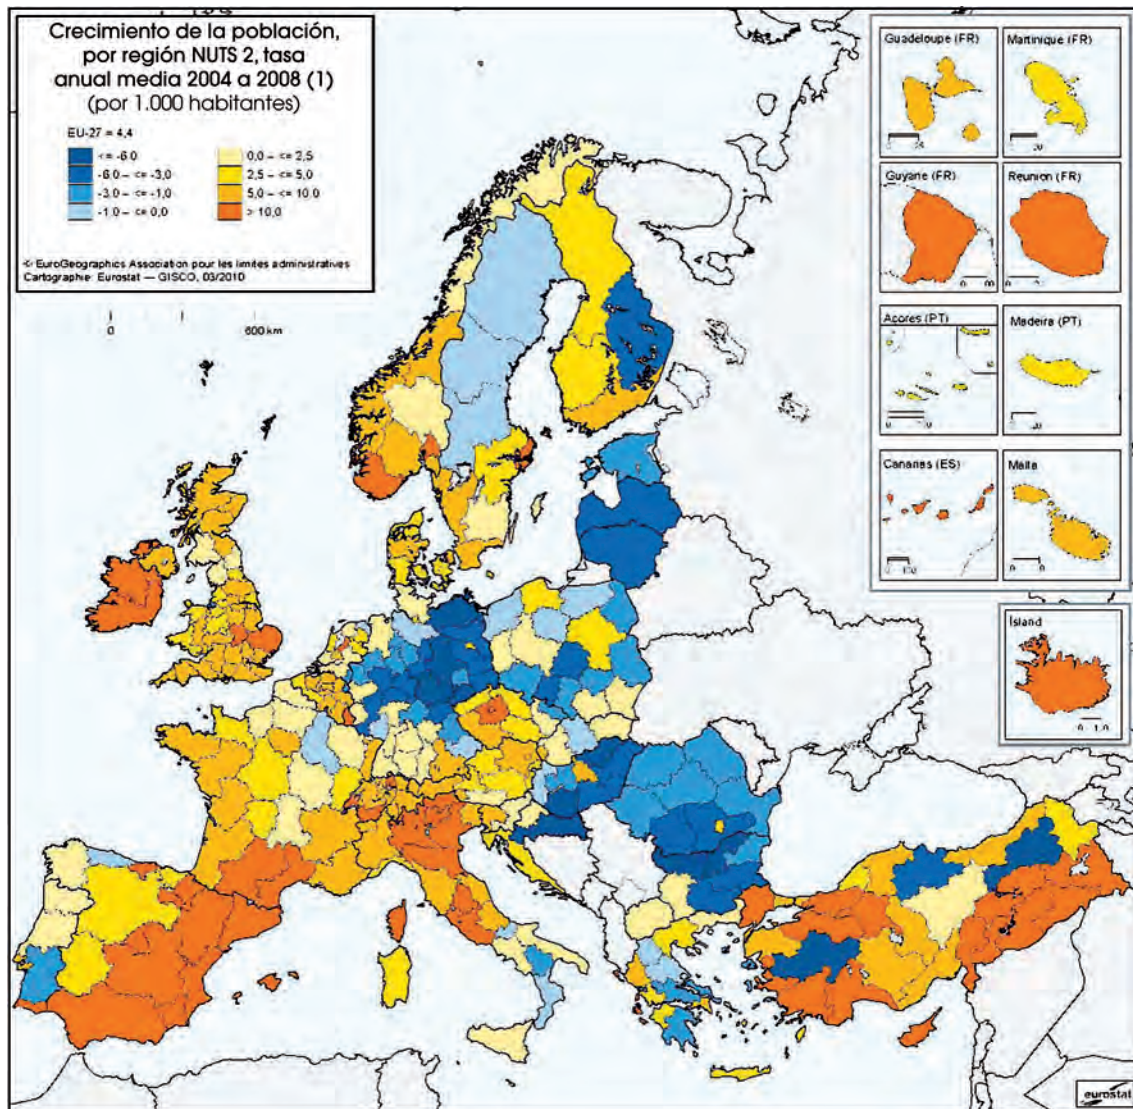 Crecimiento de la población,
por región NUTS 2, tasa
anual media 2004 a 2008 (1)
(por 1.000 habitantes)
EU-27 = 4,4
<= -6,0
-6,0 – <= -3,0
-3,0 – <= -1,0
-1,0 – <= 0,0
0,0 – <= 2,5
2,5 – <= 5,0
5,0 – <= 10,0
> 10,0
© EuroGeographics Association pour les limites administratives
Cartographie: Eurostat — GISCO, 03/2010
0 600 km
Guadeloupe (FR)
Martinique (FR)
Guyane (FR)
Reunion (FR)
Açores (PT)
Madeira (PT)
Canarias (ES)
Malta
Ísland
eurostat